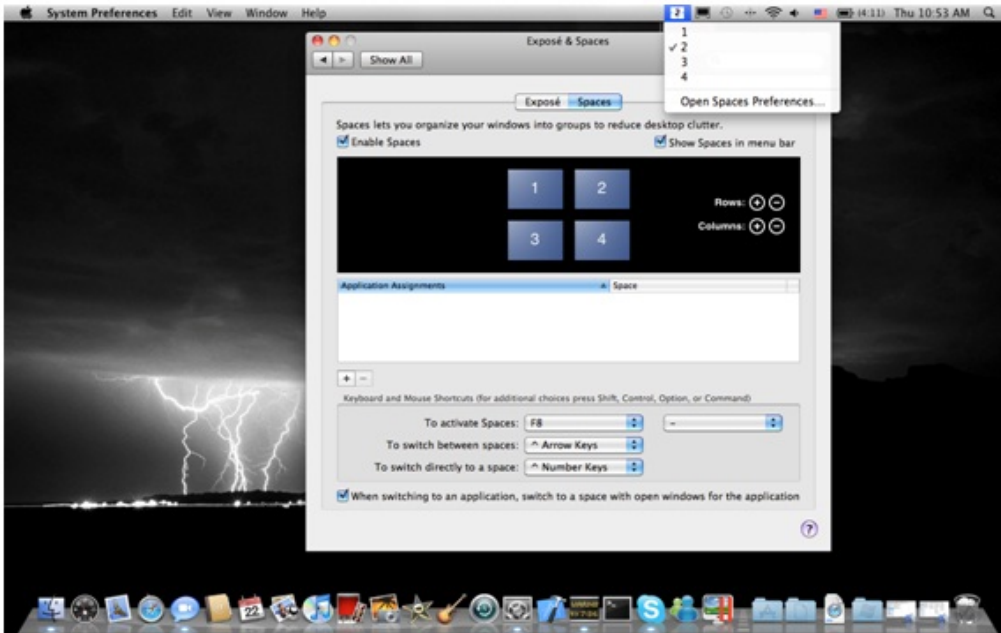 System Preferences Edit View Window Help
2 (4:11) Thu 10:53 AM
1
✓ 2
3
4
Open Spaces Preferences...
Exposé & Spaces
Show All
Exposé Spaces
Spaces lets you organize your windows into groups to reduce desktop clutter.
Enable Spaces
Show Spaces in menu bar
1 2
3 4
Rows:
Columns:
Application Assignments Space
Keyboard and Mouse Shortcuts (for additional choices press Shift, Control, Option, or Command)
To activate Spaces: F8 –
To switch between spaces: ^ Arrow Keys
To switch directly to a space: ^ Number Keys
When switching to an application, switch to a space with open windows for the application
?
22